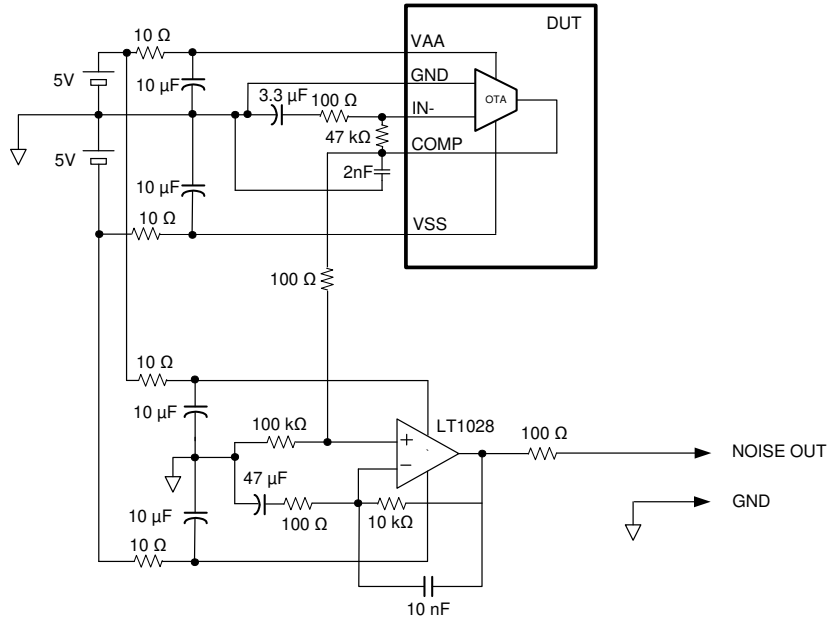 DUT
10 Ω
VAA
5V
10 µF
GND
3.3 µF
100 Ω
IN-
OTA
47 kΩ
COMP
5V
2nF
10 µF
10 Ω
VSS
100 Ω
10 Ω
10 µF
100 kΩ
LT1028
+
100 Ω
NOISE OUT
−
47 µF
GND
10 µF
100 Ω
10 kΩ
10 Ω
10 nF